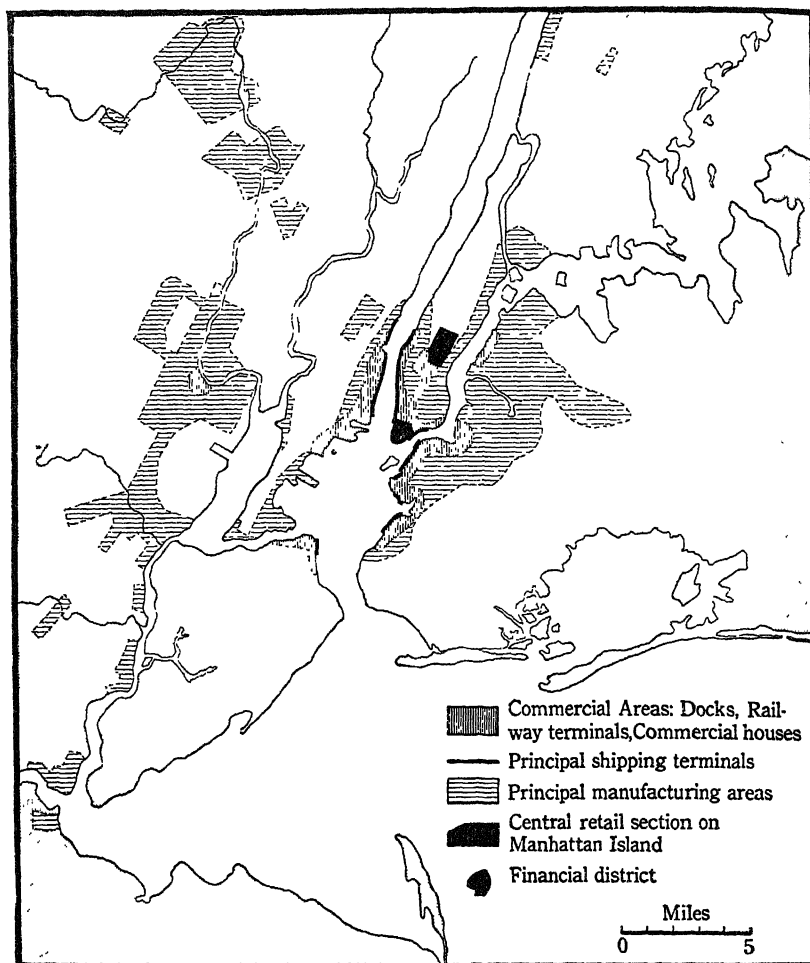 Commercial Areas: Docks, Rail-
way terminals,Commercial houses
Principal shipping terminals
Principal manufacturing areas
Central retail section on
Manhattan Island
Financial district
Miles
0 5